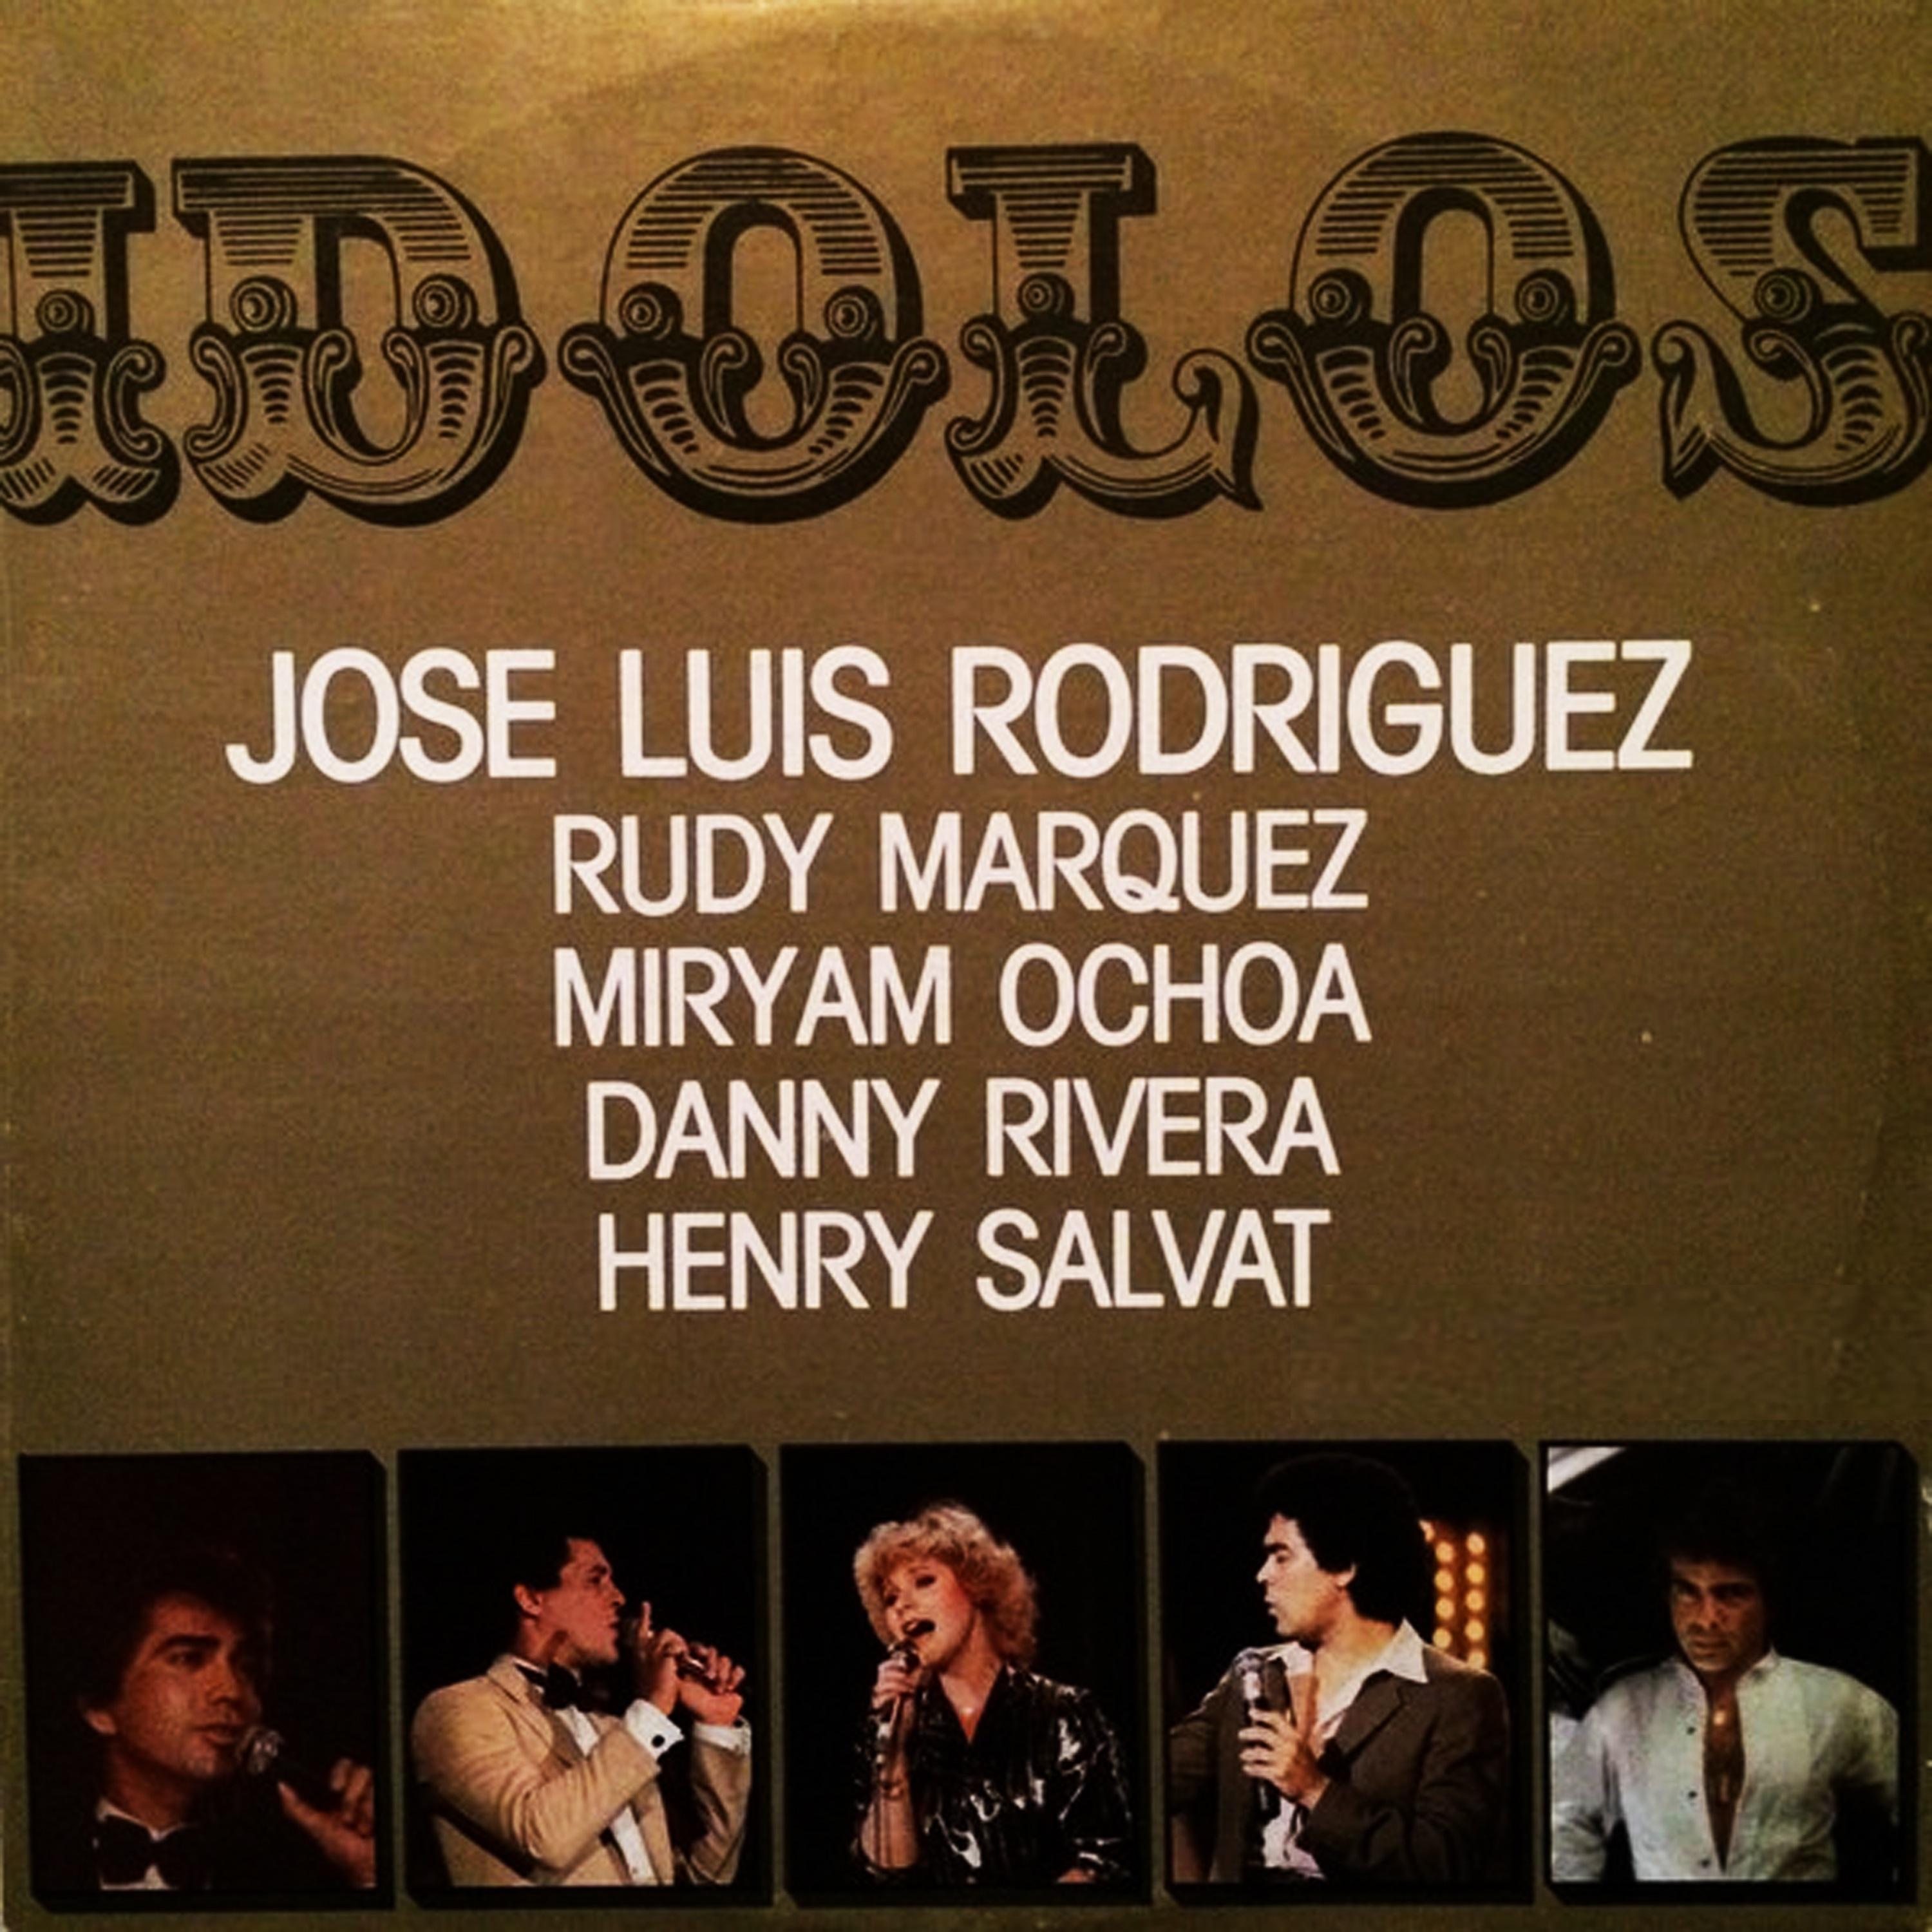 IDOLOS
JOSE LUIS RODRIGUEZ
RUDY MARQUEZ
MIRYAM OCHOA
DANNY RIVERA
HENRY SALVAT